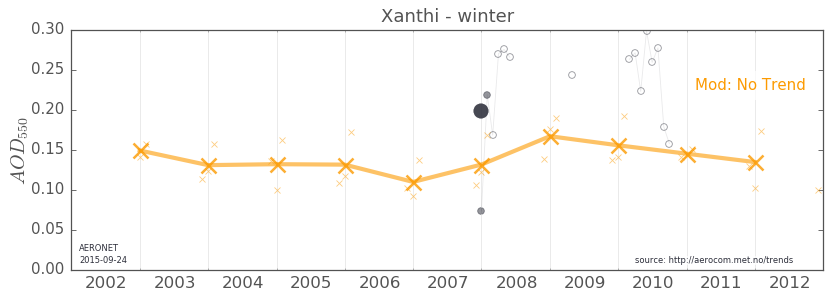 Xanthi - winter
0.30
0.25
0.20
0.15
0.10
0.05
0.00
AOD550
Mod: No Trend
AERONET
2015-09-24
source: http://aerocom.met.no/trends
2002 2003 2004 2005 2006 2007 2008 2009 2010 2011 2012